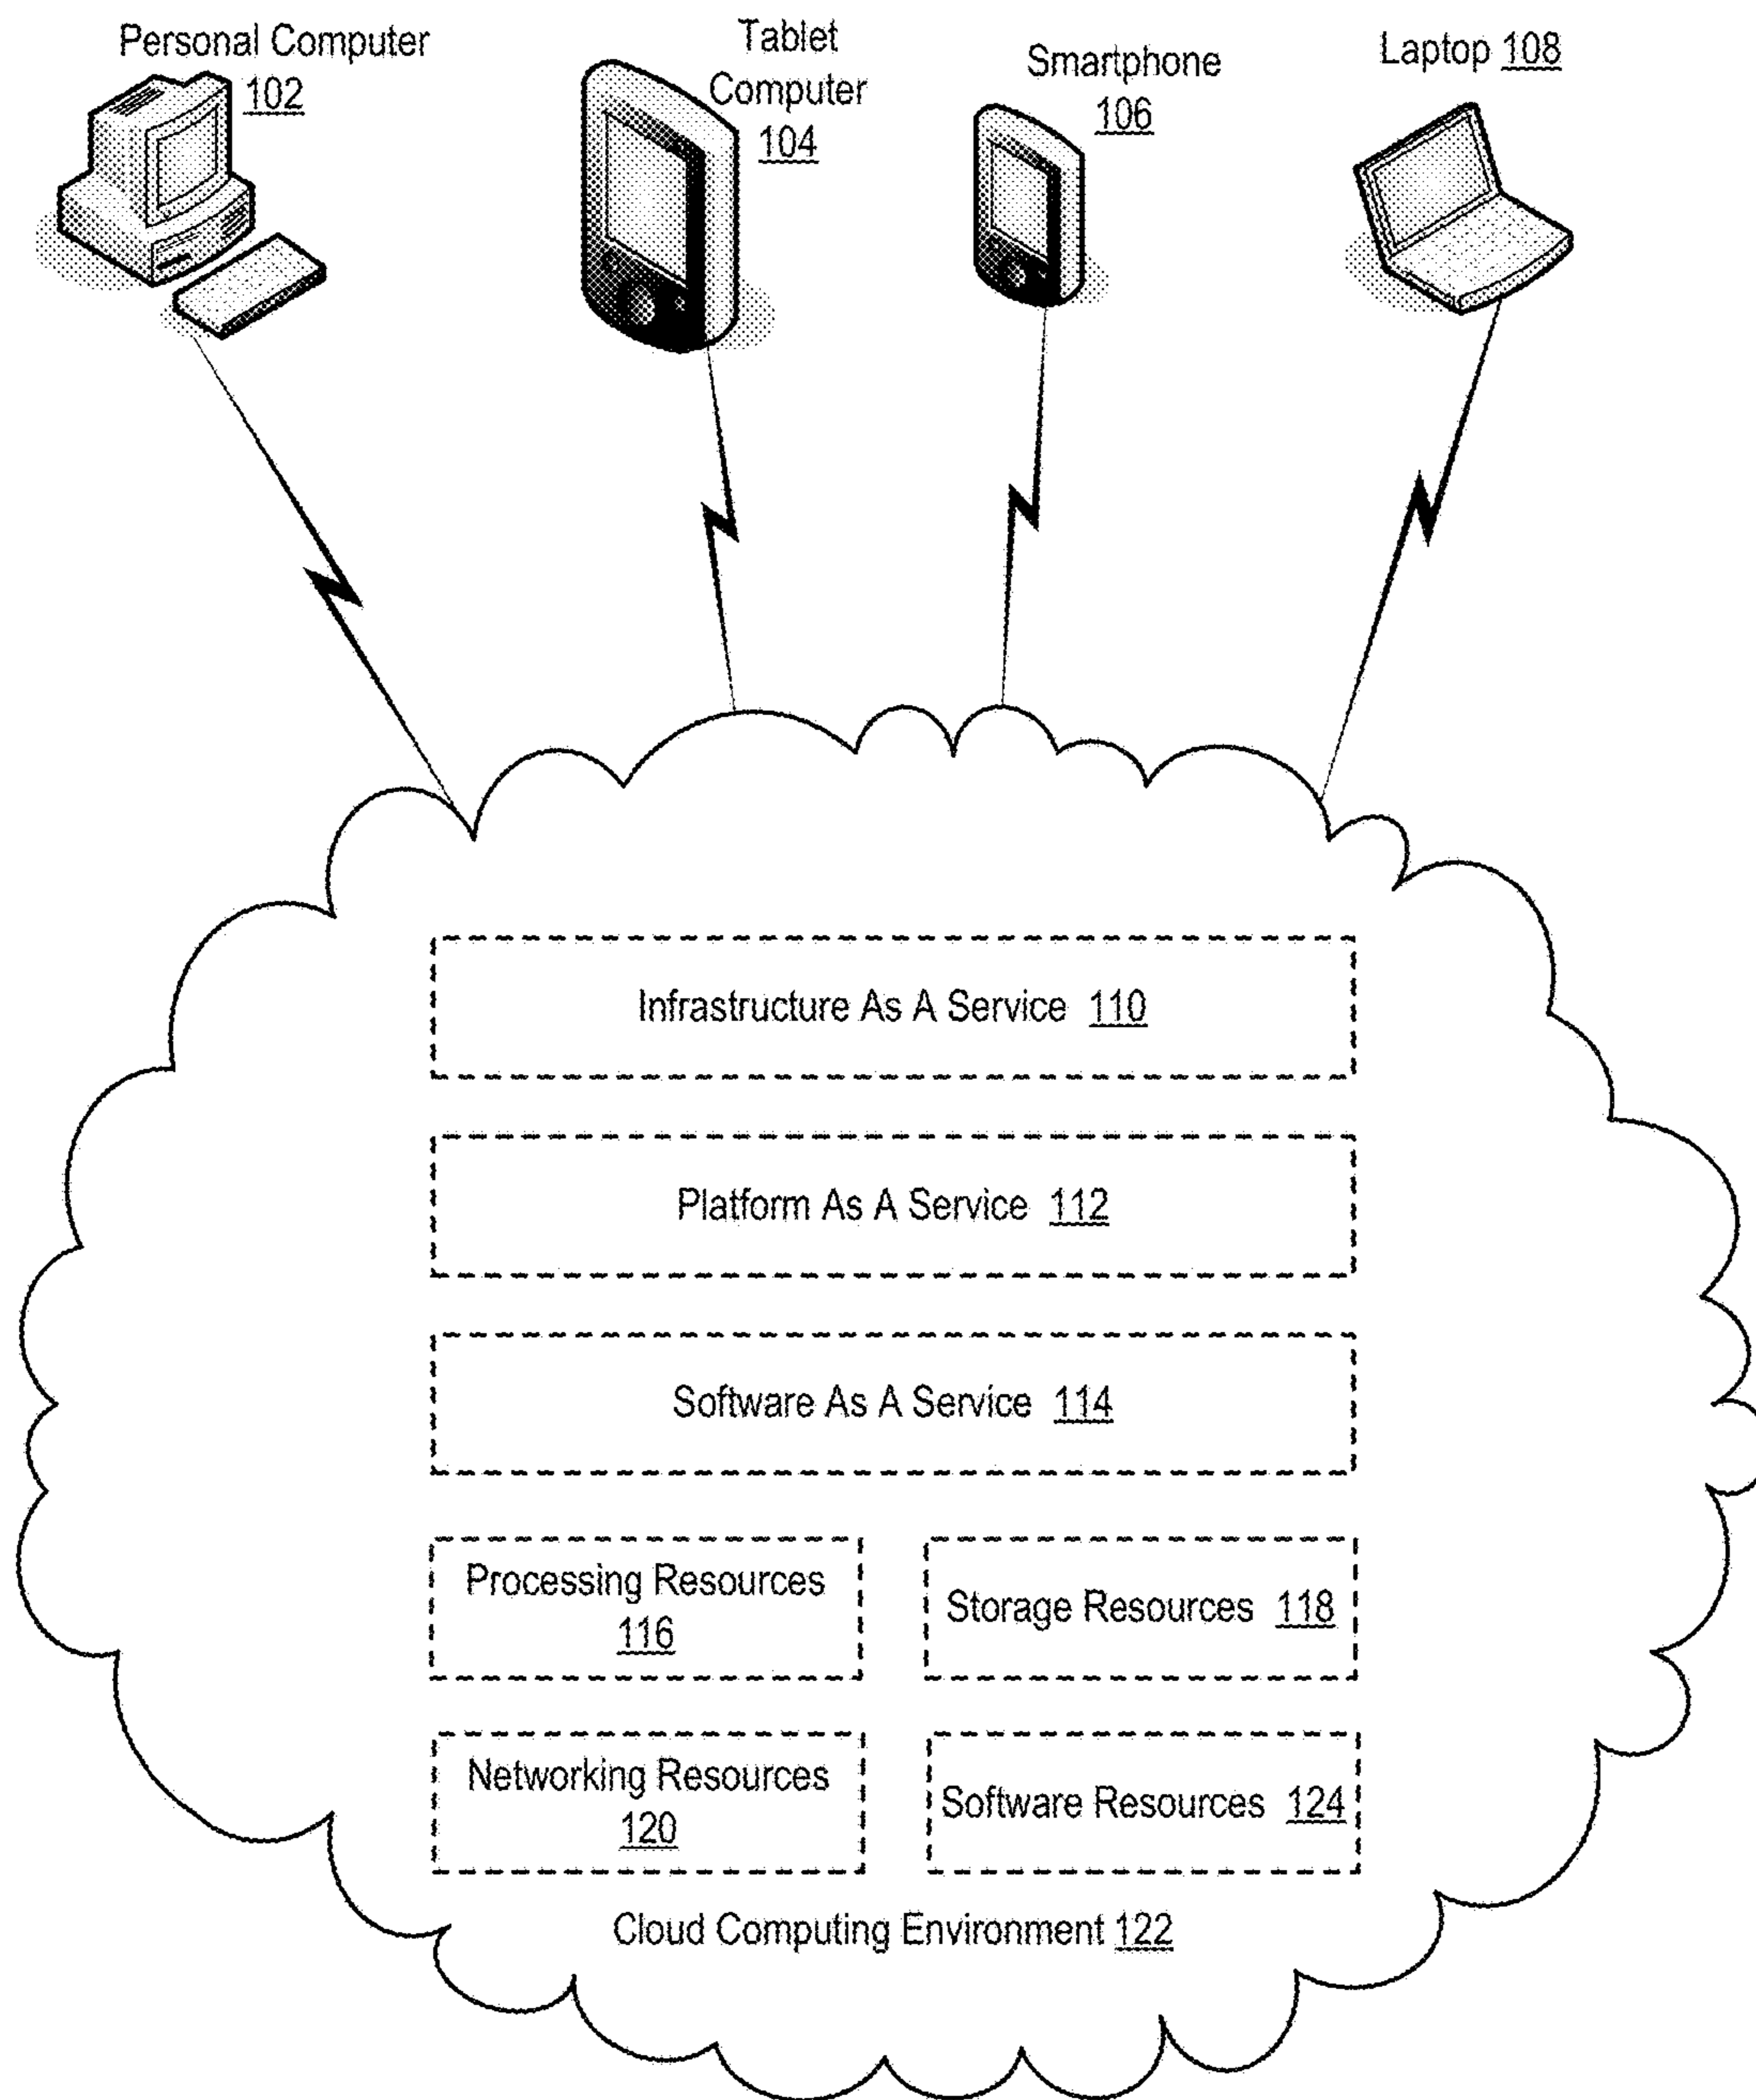 Personal Computer
102
Tablet
Computer
104
Smartphone
106
Laptop 108
Infrastructure As A Service 110
Platform As A Service 112
Software As A Service 114
Processing Resources
116
Storage Resources 118
Networking Resources
120
Software Resources 124
Cloud Computing Environment 122